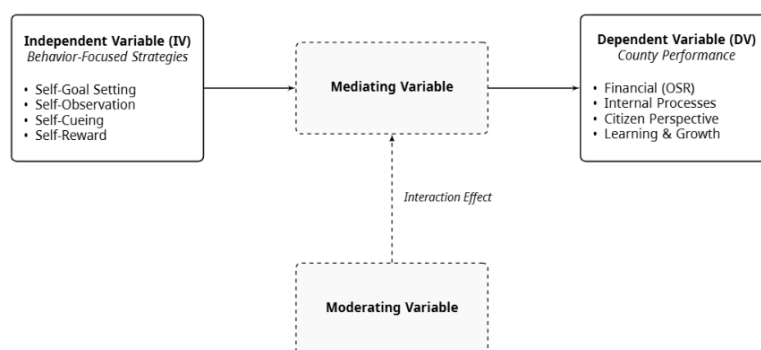 Independent Variable (IV)
Behavior-Focused Strategies
• Self-Goal Setting
• Self-Observation
• Self-Cueing
• Self-Reward
Mediating Variable
Dependent Variable (DV)
County Performance
• Financial (OSR)
• Internal Processes
• Citizen Perspective
• Learning & Growth
Interaction Effect
Moderating Variable